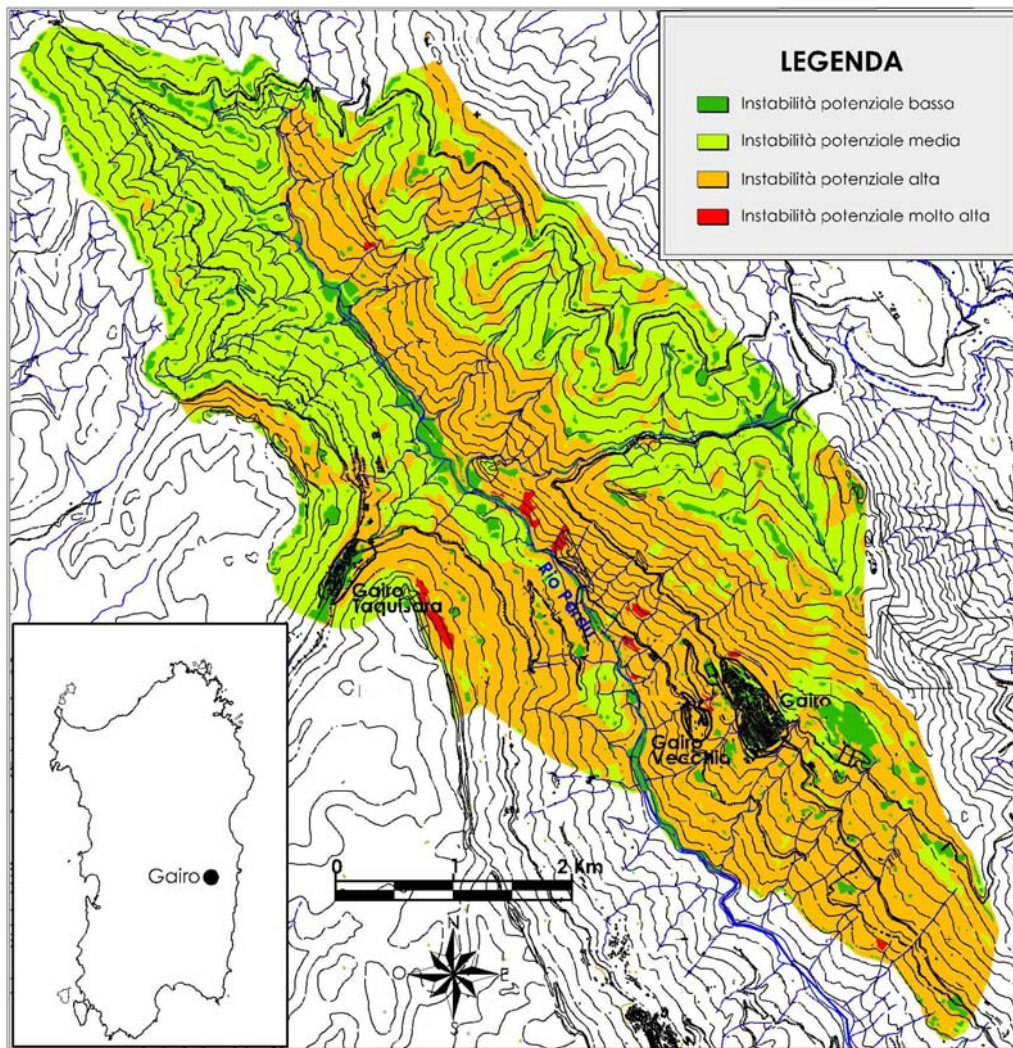 LEGENDA
Instabilità potenziale bassa
Instabilità potenziale media
Instabilità potenziale alta
Instabilità potenziale molto alta
Gairo
Taquisara
Rio Pardu
Gairo
Gairo
Vecchio
Gairo
0 1 2 Km
N
O E
S